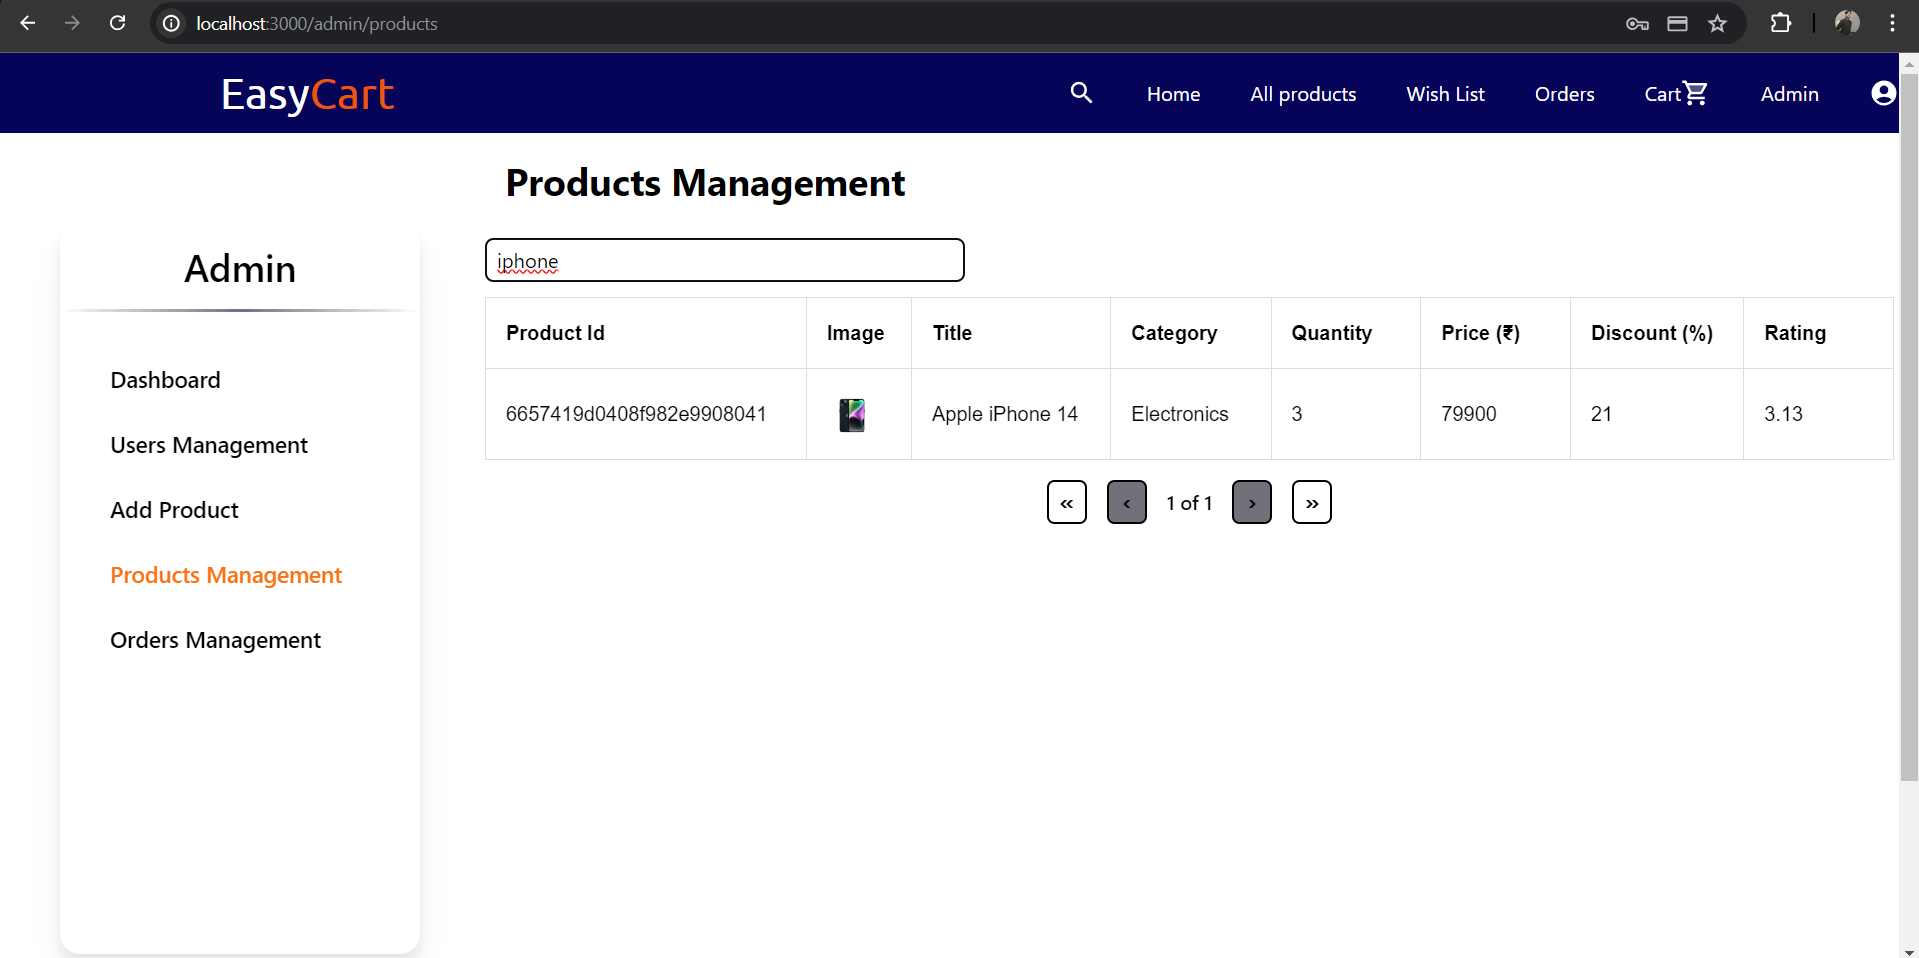 localhost:3000/admin/products
EasyCart
Home
All products
Wish List
Orders
Cart
Admin
Products Management
Admin
Dashboard
Users Management
Add Product
Products Management
Orders Management
iphone
Product Id Image Title Category Quantity Price (₹) Discount (%) Rating
6657419d0408f982e9908041 Apple iPhone 14 Electronics 3 79900 21 3.13
« ‹ 1 of 1 › »